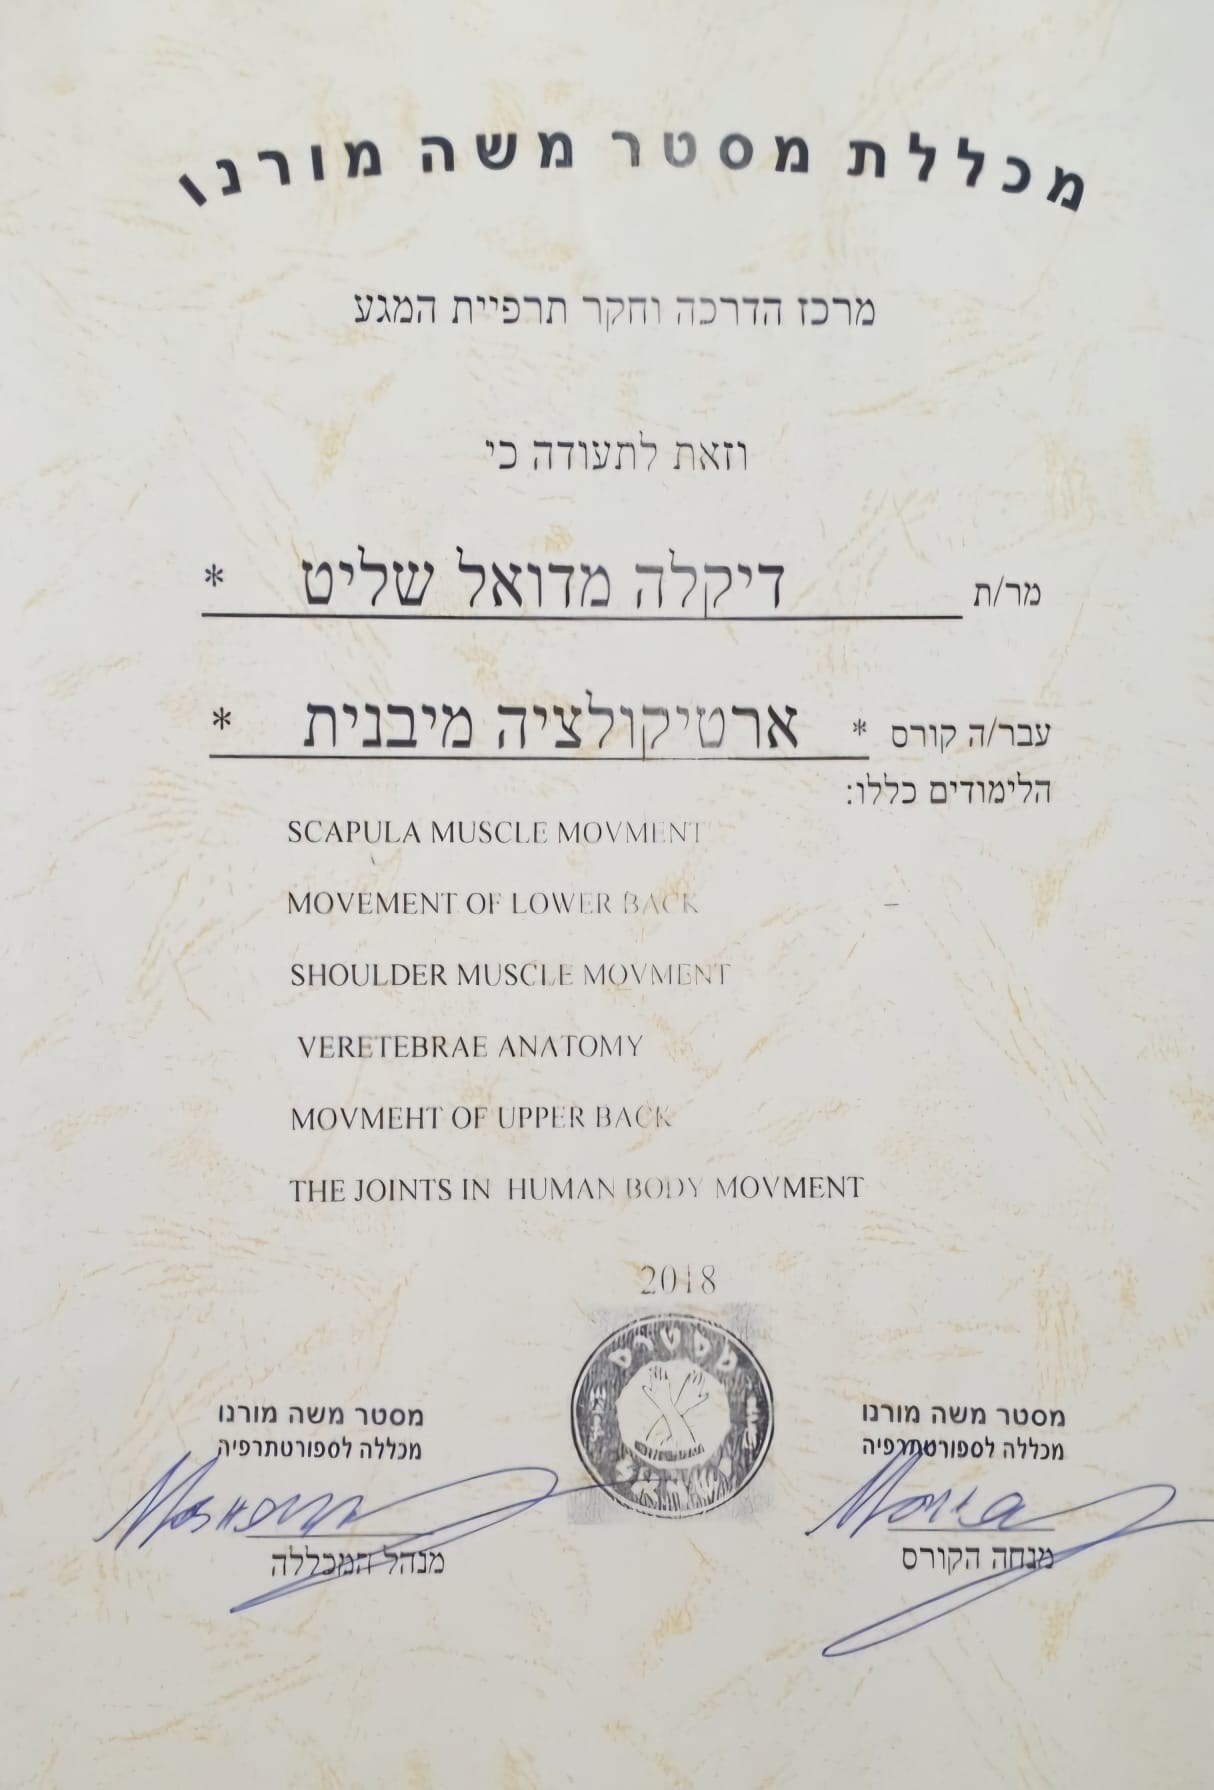 מכללת מסטר משה מורנו
מרכז הדרכה וחקר תרפיית המגע
וזאת לתעודה כי
מר/ת דיקלה מדואל שליט *
עבר/ה קורס * ארטיקולציה מיבנית *
הלימודים כללו:
SCAPULA MUSCLE MOVMENT
MOVEMENT OF LOWER BACK
SHOULDER MUSCLE MOVMENT
VERETEBRAE ANATOMY
MOVMEHT OF UPPER BACK
THE JOINTS IN HUMAN BODY MOVMENT
2018
מסטר משה מורנו
מכללה לספורטתרפיה
מנחה הקורס
מסטר משה מורנו
מכללה לספורטתרפיה
מנהל המכללה